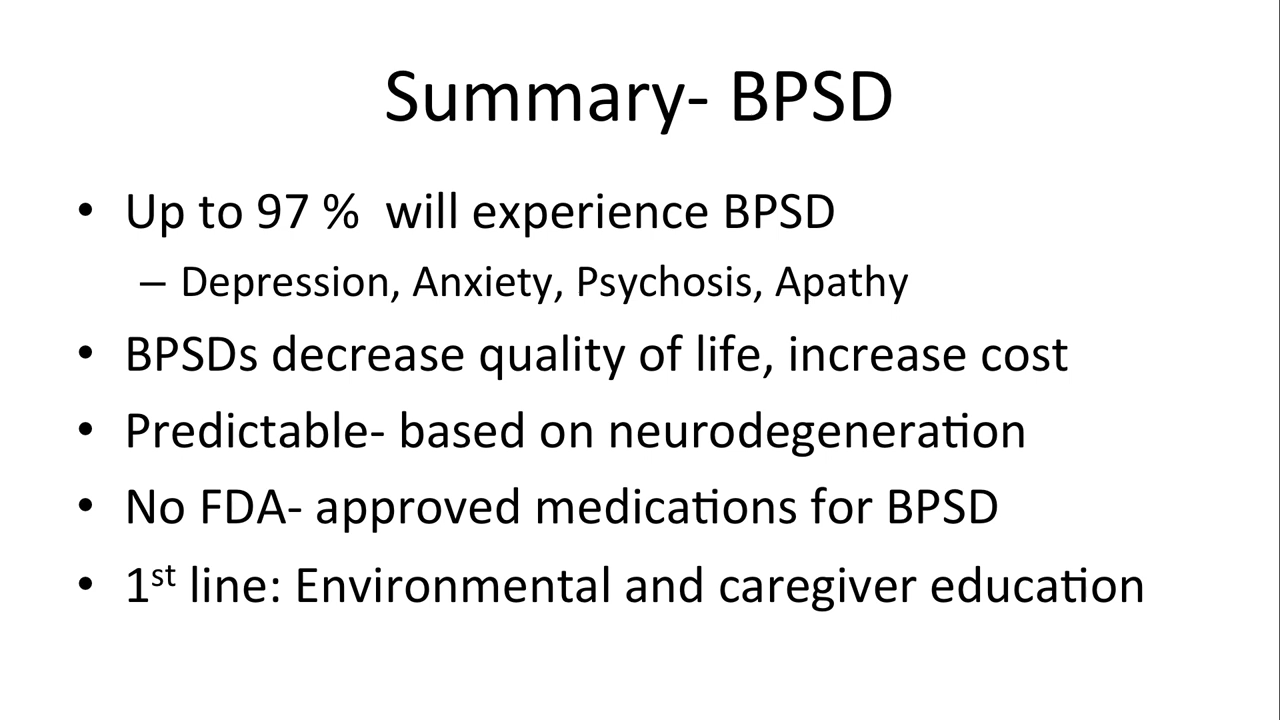 Summary- BPSD
• Up to 97 % will experience BPSD
– Depression, Anxiety, Psychosis, Apathy
• BPSDs decrease quality of life, increase cost
• Predictable- based on neurodegeneration
• No FDA- approved medications for BPSD
• 1st line: Environmental and caregiver education